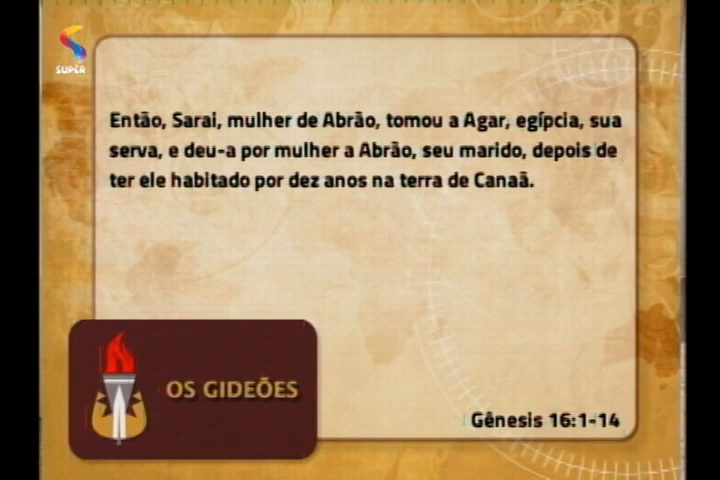 SUPER
Então, Sarai, mulher de Abrão, tomou a Agar, egípcia, sua
serva, e deu-a por mulher a Abrão, seu marido, depois de
ter ele habitado por dez anos na terra de Canaã.
OS GIDEÕES
Gênesis 16:1-14